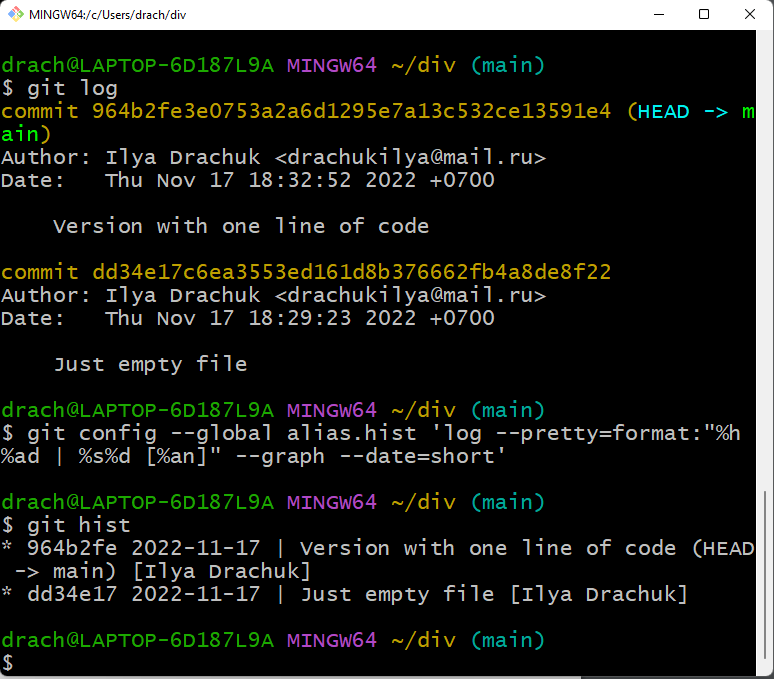 MINGW64:/c/Users/drach/div
drach@LAPTOP-6D187L9A MINGW64 ~/div (main)
$ git log
commit 964b2fe3e0753a2a6d1295e7a13c532ce13591e4 (HEAD -> m
ain)
Author: Ilya Drachuk <drachukilya@mail.ru>
Date:   Thu Nov 17 18:32:52 2022 +0700
    Version with one line of code
commit dd34e17c6ea3553ed161d8b376662fb4a8de8f22
Author: Ilya Drachuk <drachukilya@mail.ru>
Date:   Thu Nov 17 18:29:23 2022 +0700
    Just empty file
drach@LAPTOP-6D187L9A MINGW64 ~/div (main)
$ git config --global alias.hist 'log --pretty=format:"%h
%ad | %s%d [%an]" --graph --date=short'
drach@LAPTOP-6D187L9A MINGW64 ~/div (main)
$ git hist
* 964b2fe 2022-11-17 | Version with one line of code (HEAD
 -> main) [Ilya Drachuk]
* dd34e17 2022-11-17 | Just empty file [Ilya Drachuk]
drach@LAPTOP-6D187L9A MINGW64 ~/div (main)
$